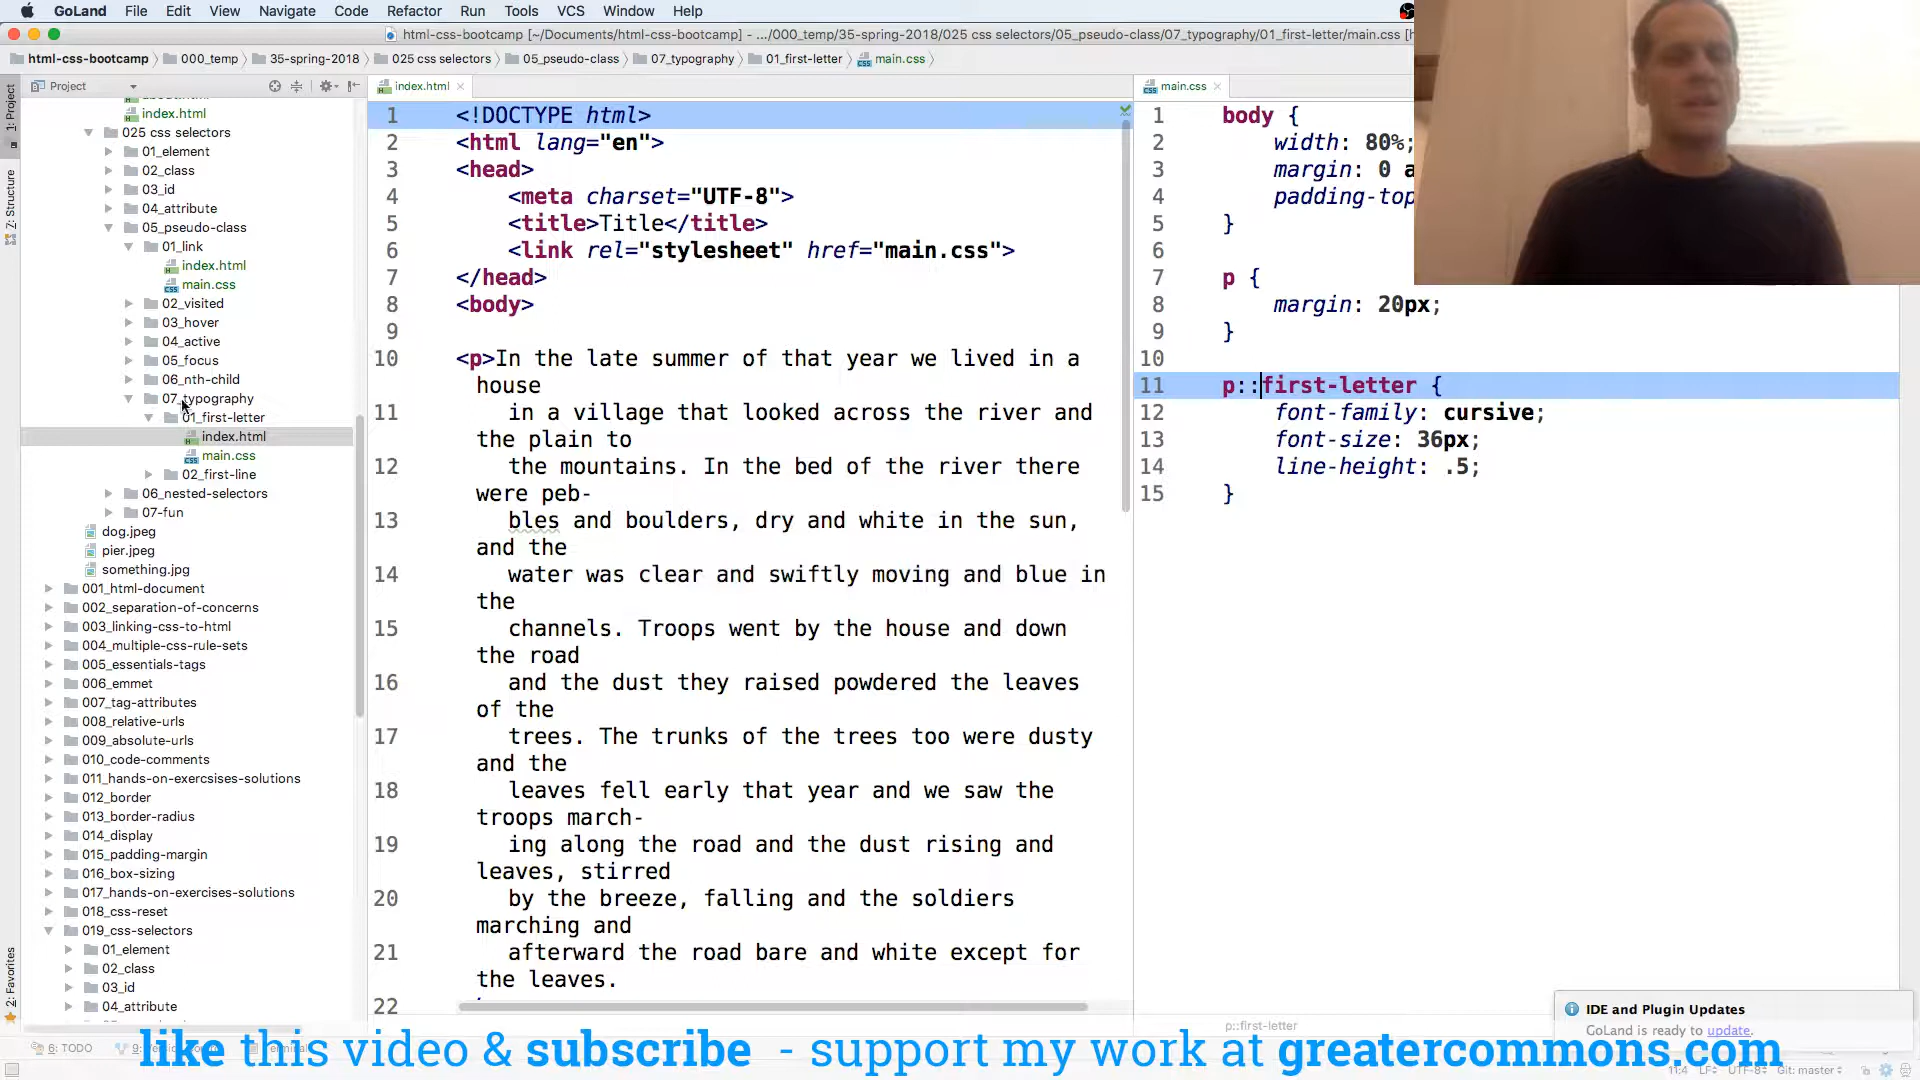 GoLand File Edit View Navigate Code Refactor Run Tools VCS Window Help
html-css-bootcamp [~/Documents/html-css-bootcamp] - .../000_temp/35-spring-2018/025 css selectors/05_pseudo-class/07_typography/01_first-letter/main.css [h
html-css-bootcamp 000_temp 35-spring-2018 025 css selectors 05_pseudo-class 07_typography 01_first-letter main.css
1: Project
Z: Structure
2: Favorites
Project
index.html
025 css selectors
01_element
02_class
03_id
04_attribute
05_pseudo-class
01_link
index.html
main.css
02_visited
03_hover
04_active
05_focus
06_nth-child
07_typography
01_first-letter
index.html
main.css
02_first-line
06_nested-selectors
07-fun
dog.jpeg
pier.jpeg
something.jpg
001_html-document
002_separation-of-concerns
003_linking-css-to-html
004_multiple-css-rule-sets
005_essentials-tags
006_emmet
007_tag-attributes
008_relative-urls
009_absolute-urls
010_code-comments
011_hands-on-exercsises-solutions
012_border
013_border-radius
014_display
015_padding-margin
016_box-sizing
017_hands-on-exercises-solutions
018_css-reset
019_css-selectors
01_element
02_class
03_id
04_attribute
index.html
1 <!DOCTYPE html>
2 <html lang="en">
3 <head>
4 <meta charset="UTF-8">
5 <title>Title</title>
6 <link rel="stylesheet" href="main.css">
7 </head>
8 <body>
9
10 <p>In the late summer of that year we lived in a
house
11 in a village that looked across the river and
the plain to
12 the mountains. In the bed of the river there
were peb-
13 bles and boulders, dry and white in the sun,
and the
14 water was clear and swiftly moving and blue in
the
15 channels. Troops went by the house and down
the road
16 and the dust they raised powdered the leaves
of the
17 trees. The trunks of the trees too were dusty
and the
18 leaves fell early that year and we saw the
troops march-
19 ing along the road and the dust rising and
leaves, stirred
20 by the breeze, falling and the soldiers
marching and
21 afterward the road bare and white except for
the leaves.
22
main.css
1 body {
2 width: 80%;
3 margin: 0 a
4 padding-top
5 }
6
7 p {
8 margin: 20px;
9 }
10
11 p::first-letter {
12 font-family: cursive;
13 font-size: 36px;
14 line-height: .5;
15 }
p::first-letter
IDE and Plugin Updates
GoLand is ready to update.
6: TODO
like this video & subscribe - support my work at greatercommons.com
11:4 LF UTF-8 Git: master